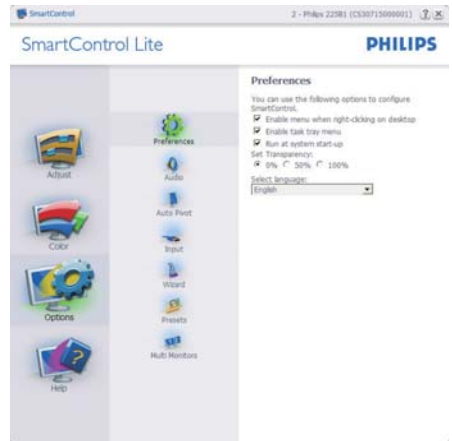 SmartControl
2 - Philips 225B1 (CS30715000001)
SmartControl Lite
PHILIPS
Adjust
Color
Options
Help
Preferences
Audio
Auto Pivot
Input
Wizard
Presets
Multi Monitors
Preferences
You can use the following options to configure
SmartControl.
Enable menu when right-clicking on desktop
Enable task tray menu
Run at system start-up
Set Transparency:
0% 50% 100%
Select language:
English